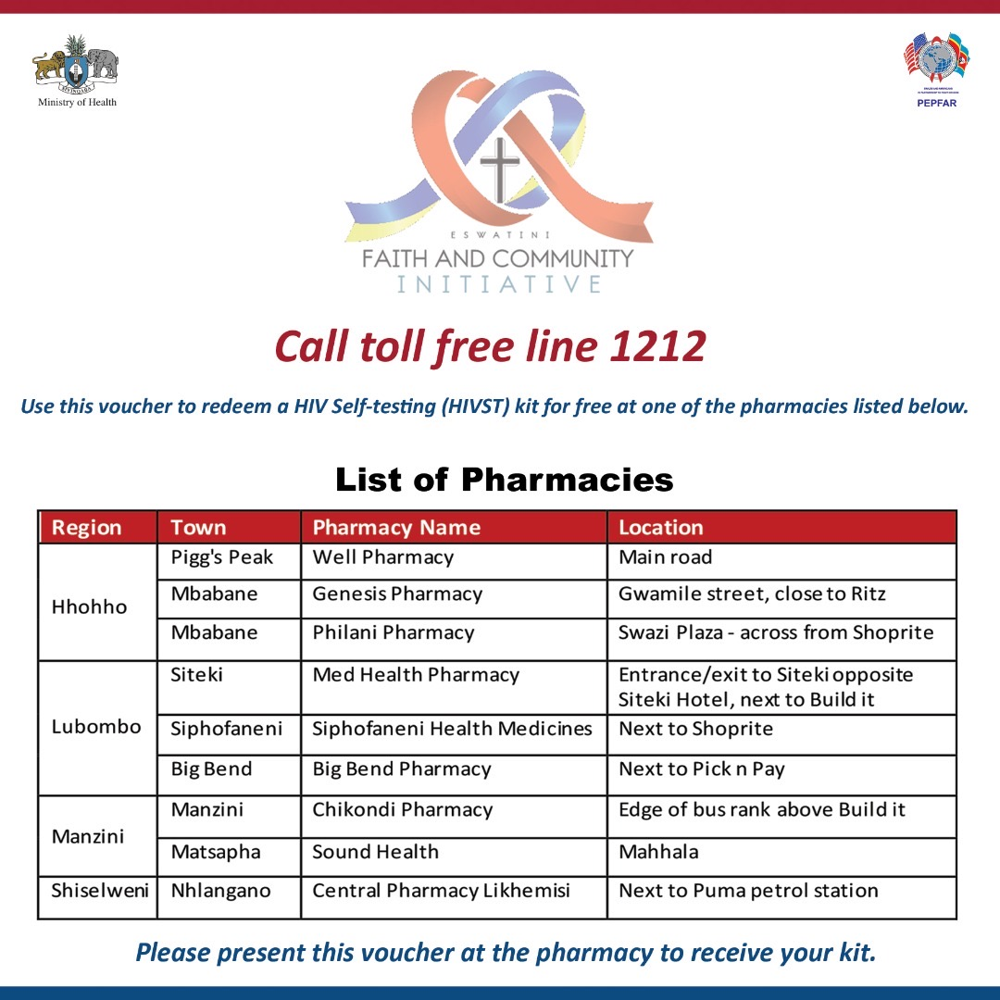 SIYINQABA
Ministry of Health
PEPFAR
ESWATINI
FAITH AND COMMUNITY
INITIATIVE
Call toll free line 1212
Use this voucher to redeem a HIV Self-testing (HIVST) kit for free at one of the pharmacies listed below.
List of Pharmacies
Region Town Pharmacy Name Location
Hhohho
Pigg's Peak Well Pharmacy Main road
Mbabane Genesis Pharmacy Gwamile street, close to Ritz
Mbabane Philani Pharmacy Swazi Plaza - across from Shoprite
Lubombo
Siteki Med Health Pharmacy Entrance/exit to Siteki opposite
Siteki Hotel, next to Build it
Siphofaneni Siphofaneni Health Medicines Next to Shoprite
Big Bend Big Bend Pharmacy Next to Pick n Pay
Manzini
Manzini Chikondi Pharmacy Edge of bus rank above Build it
Matsapha Sound Health Mahhala
Shiselweni Nhlangano Central Pharmacy Likhemisi Next to Puma petrol station
Please present this voucher at the pharmacy to receive your kit.